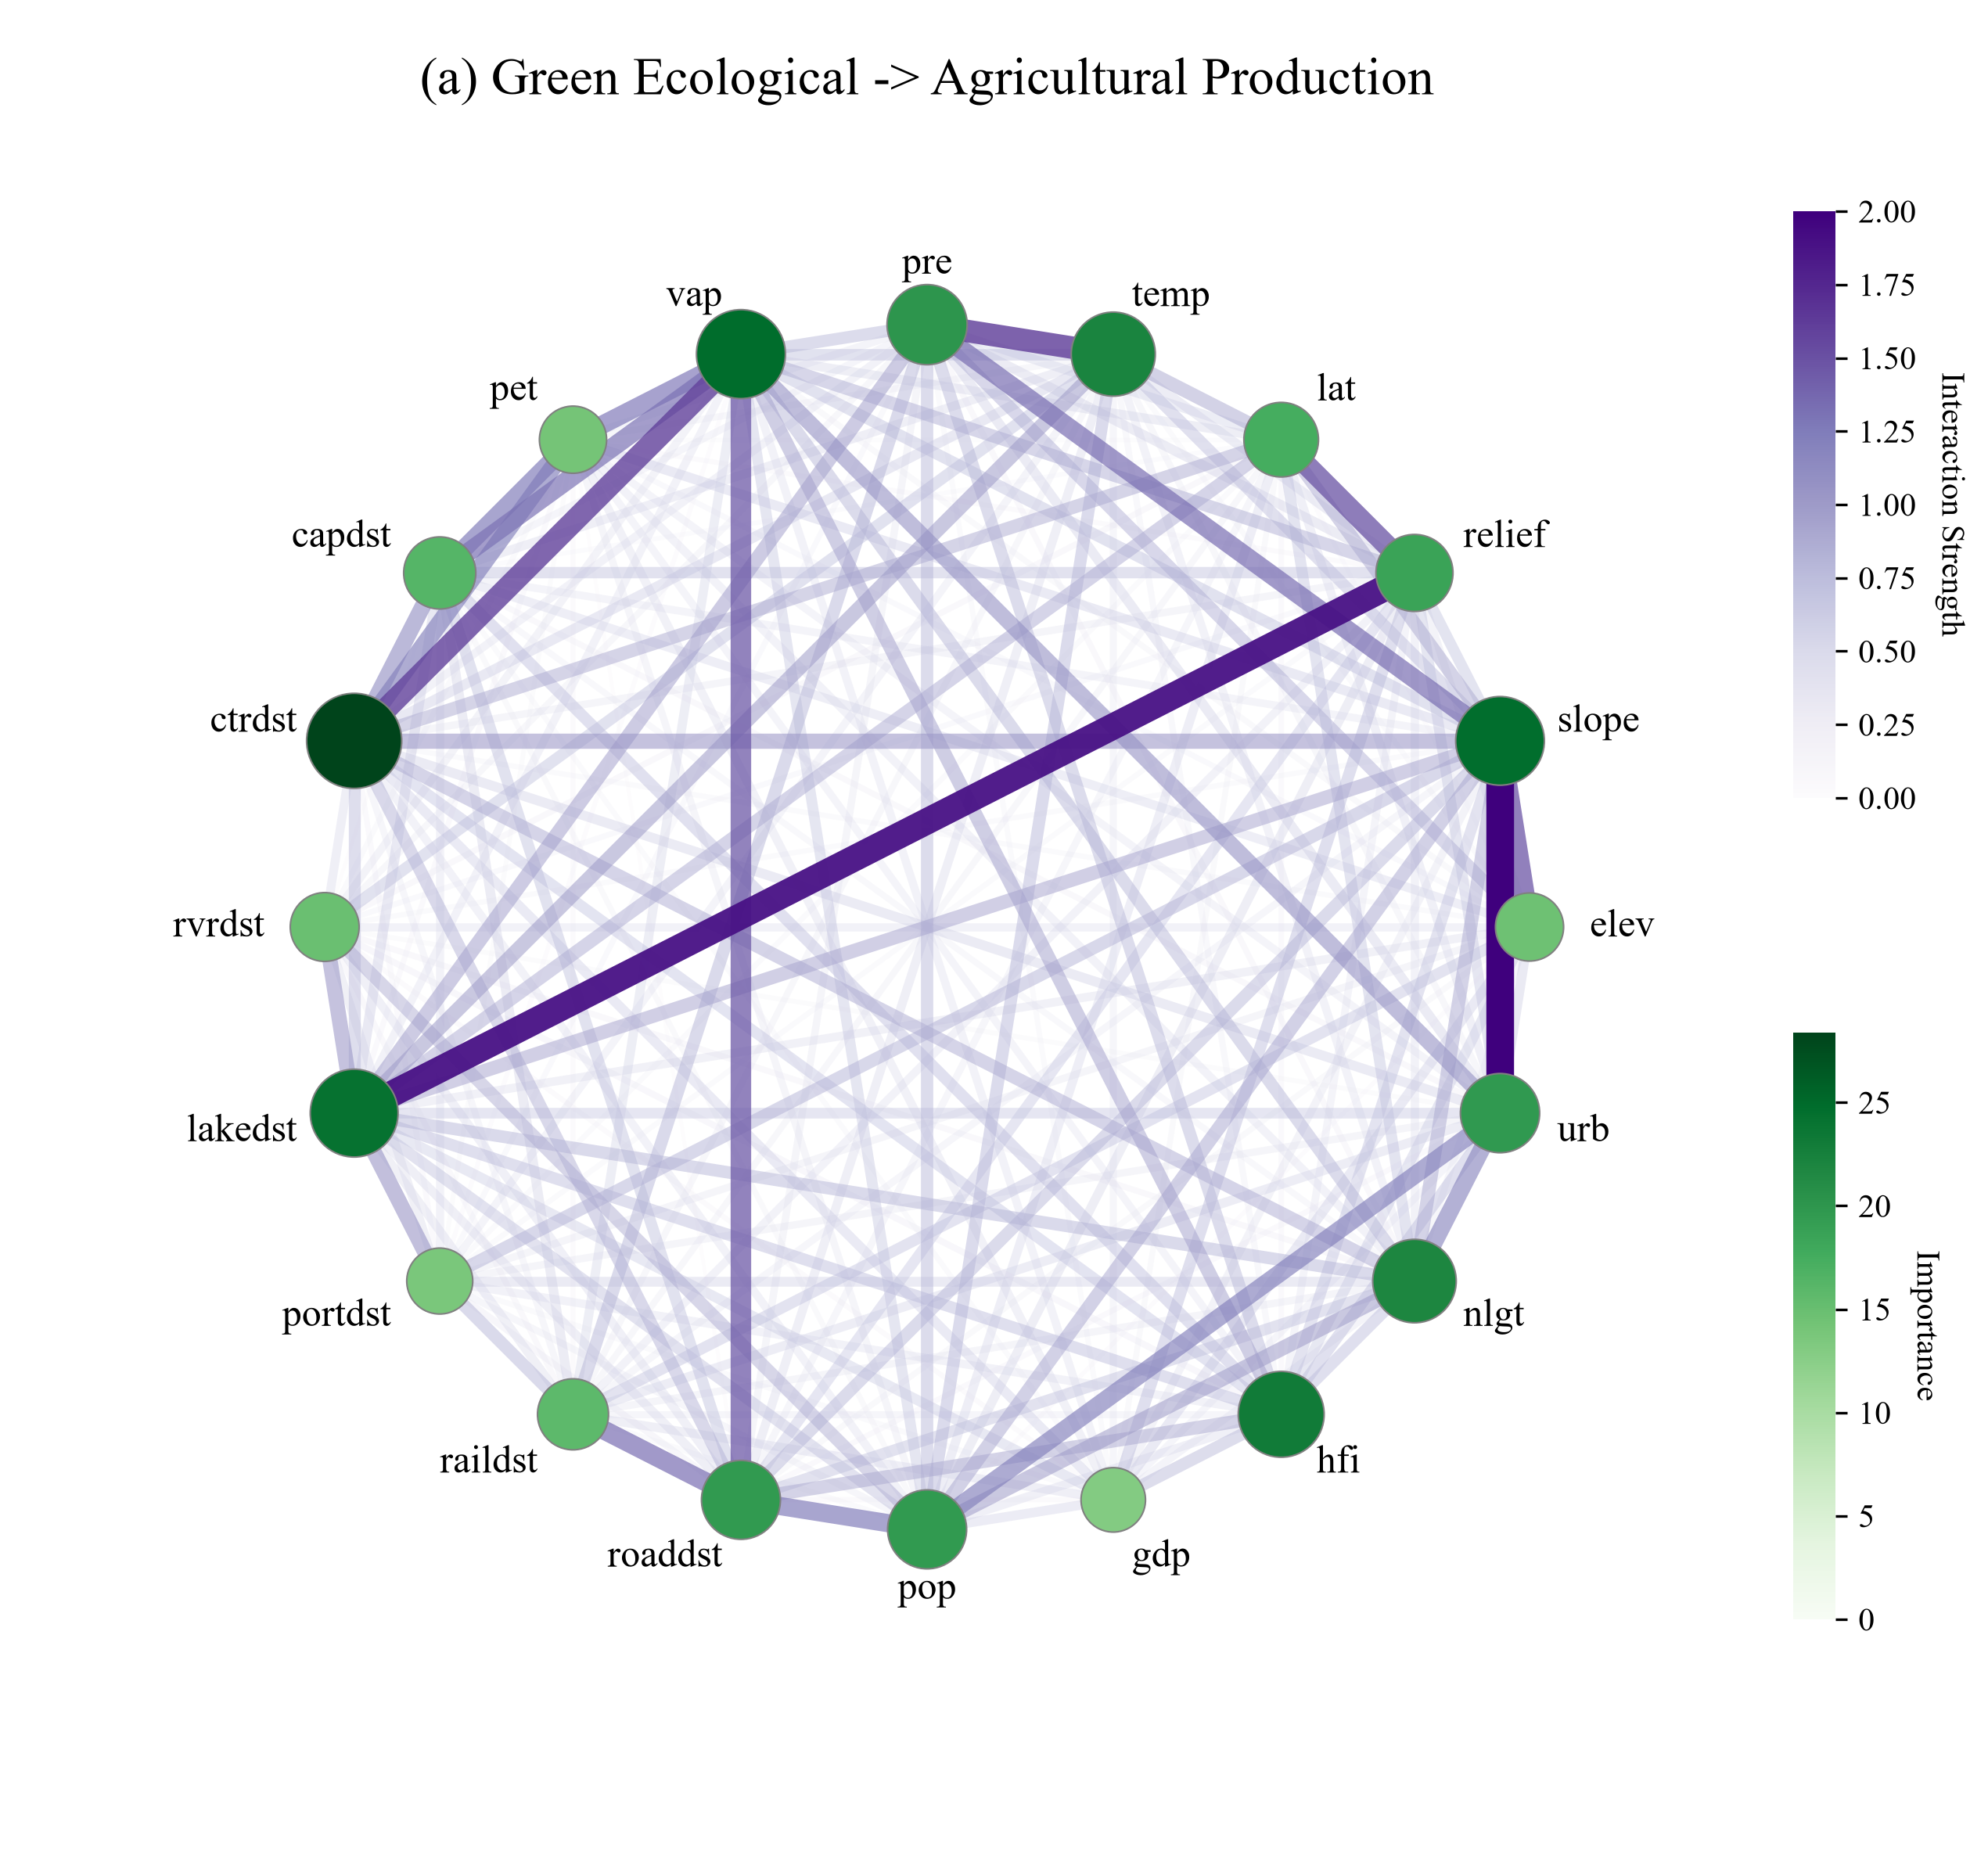 (a) Green Ecological -> Agricultural Production
pre
vap
temp
pet
lat
capdst
relief
ctrdst
slope
rvrdst
elev
lakedst
urb
portdst
nlgt
raildst
hfi
roaddst
gdp
pop
2.00
1.75
1.50
1.25
1.00
0.75
0.50
0.25
0.00
Interaction Strength
25
20
15
10
5
0
Importance